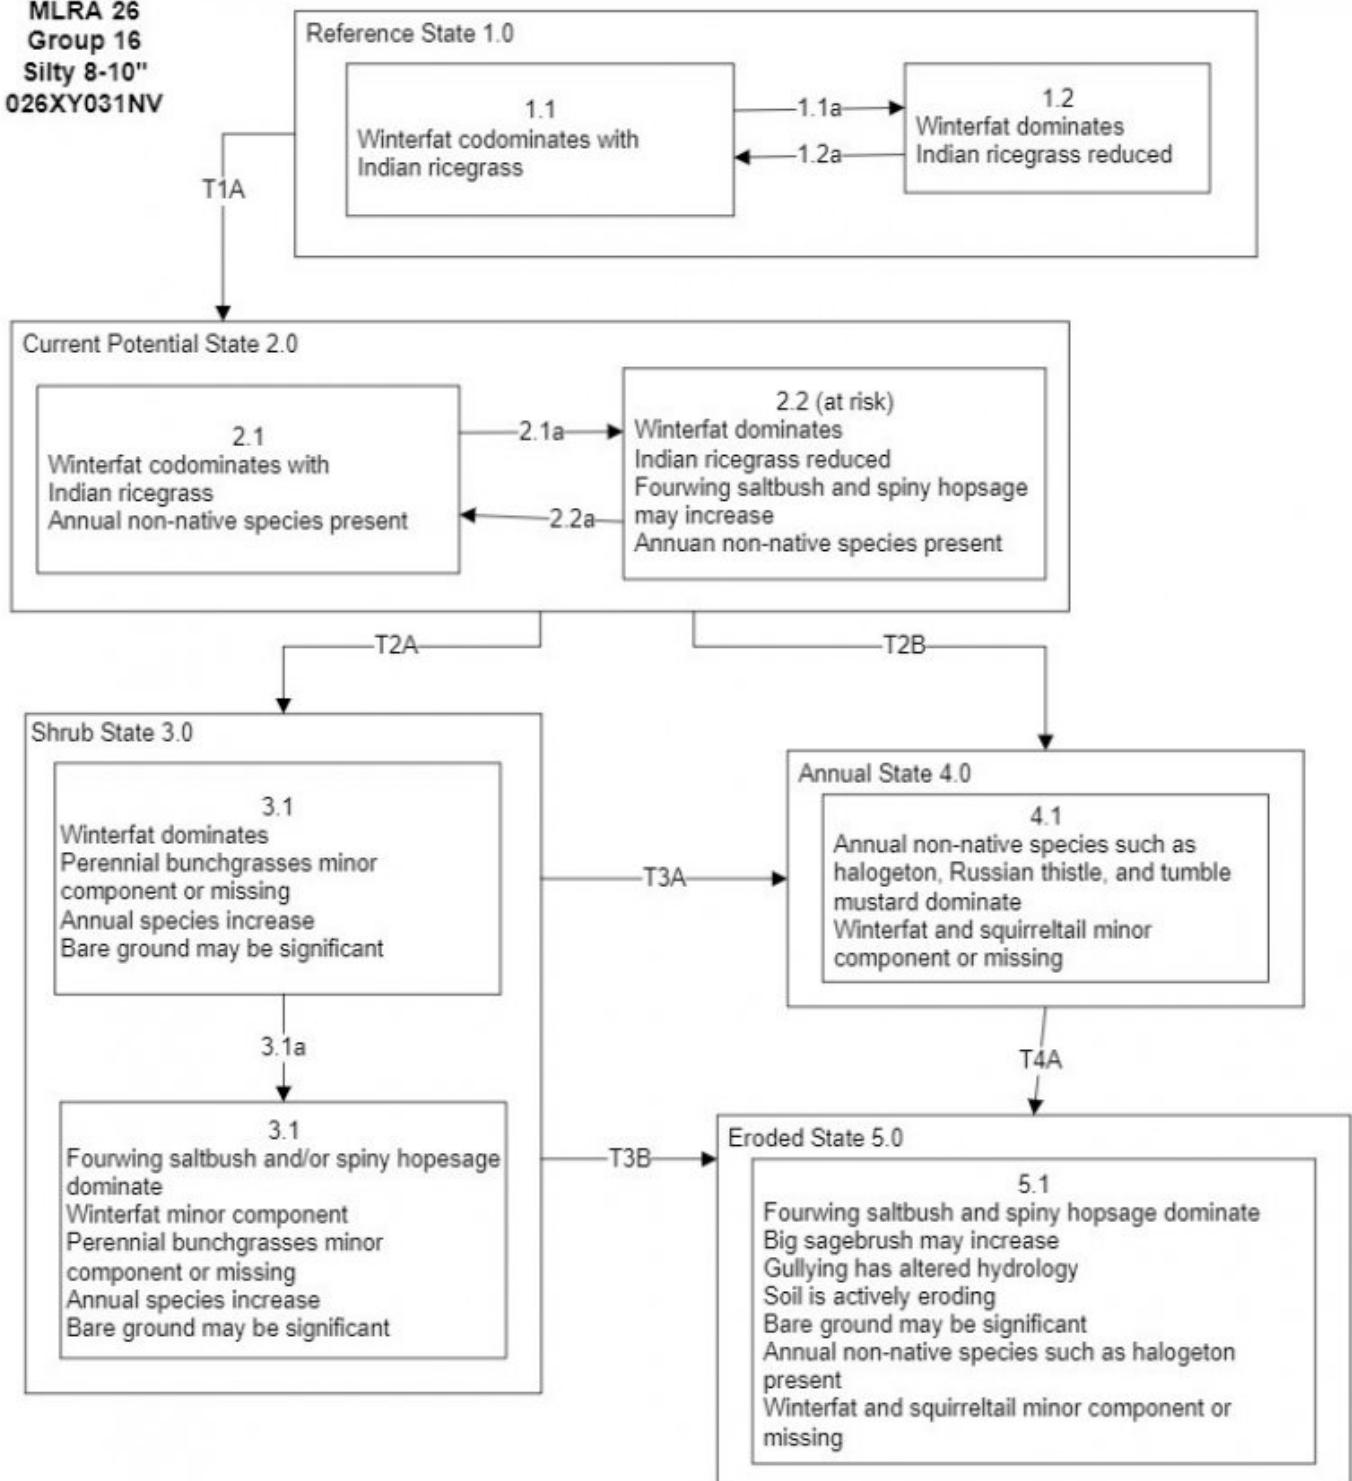 MLRA 26
Group 16
Silty 8-10"
026XY031NV
Reference State 1.0
1.1
Winterfat codominates with
Indian ricegrass
1.1a
1.2a
1.2
Winterfat dominates
Indian ricegrass reduced
T1A
Current Potential State 2.0
2.1
Winterfat codominates with
Indian ricegrass
Annual non-native species present
2.1a
2.2a
2.2 (at risk)
Winterfat dominates
Indian ricegrass reduced
Fourwing saltbush and spiny hopsage
may increase
Annuan non-native species present
T2A
T2B
Shrub State 3.0
3.1
Winterfat dominates
Perennial bunchgrasses minor
component or missing
Annual species increase
Bare ground may be significant
3.1a
3.1
Fourwing saltbush and/or spiny hopesage
dominate
Winterfat minor component
Perennial bunchgrasses minor
component or missing
Annual species increase
Bare ground may be significant
T3A
T3B
Annual State 4.0
4.1
Annual non-native species such as
halogeton, Russian thistle, and tumble
mustard dominate
Winterfat and squirreltail minor
component or missing
T4A
Eroded State 5.0
5.1
Fourwing saltbush and spiny hopsage dominate
Big sagebrush may increase
Gullying has altered hydrology
Soil is actively eroding
Bare ground may be significant
Annual non-native species such as halogeton
present
Winterfat and squirreltail minor component or
missing